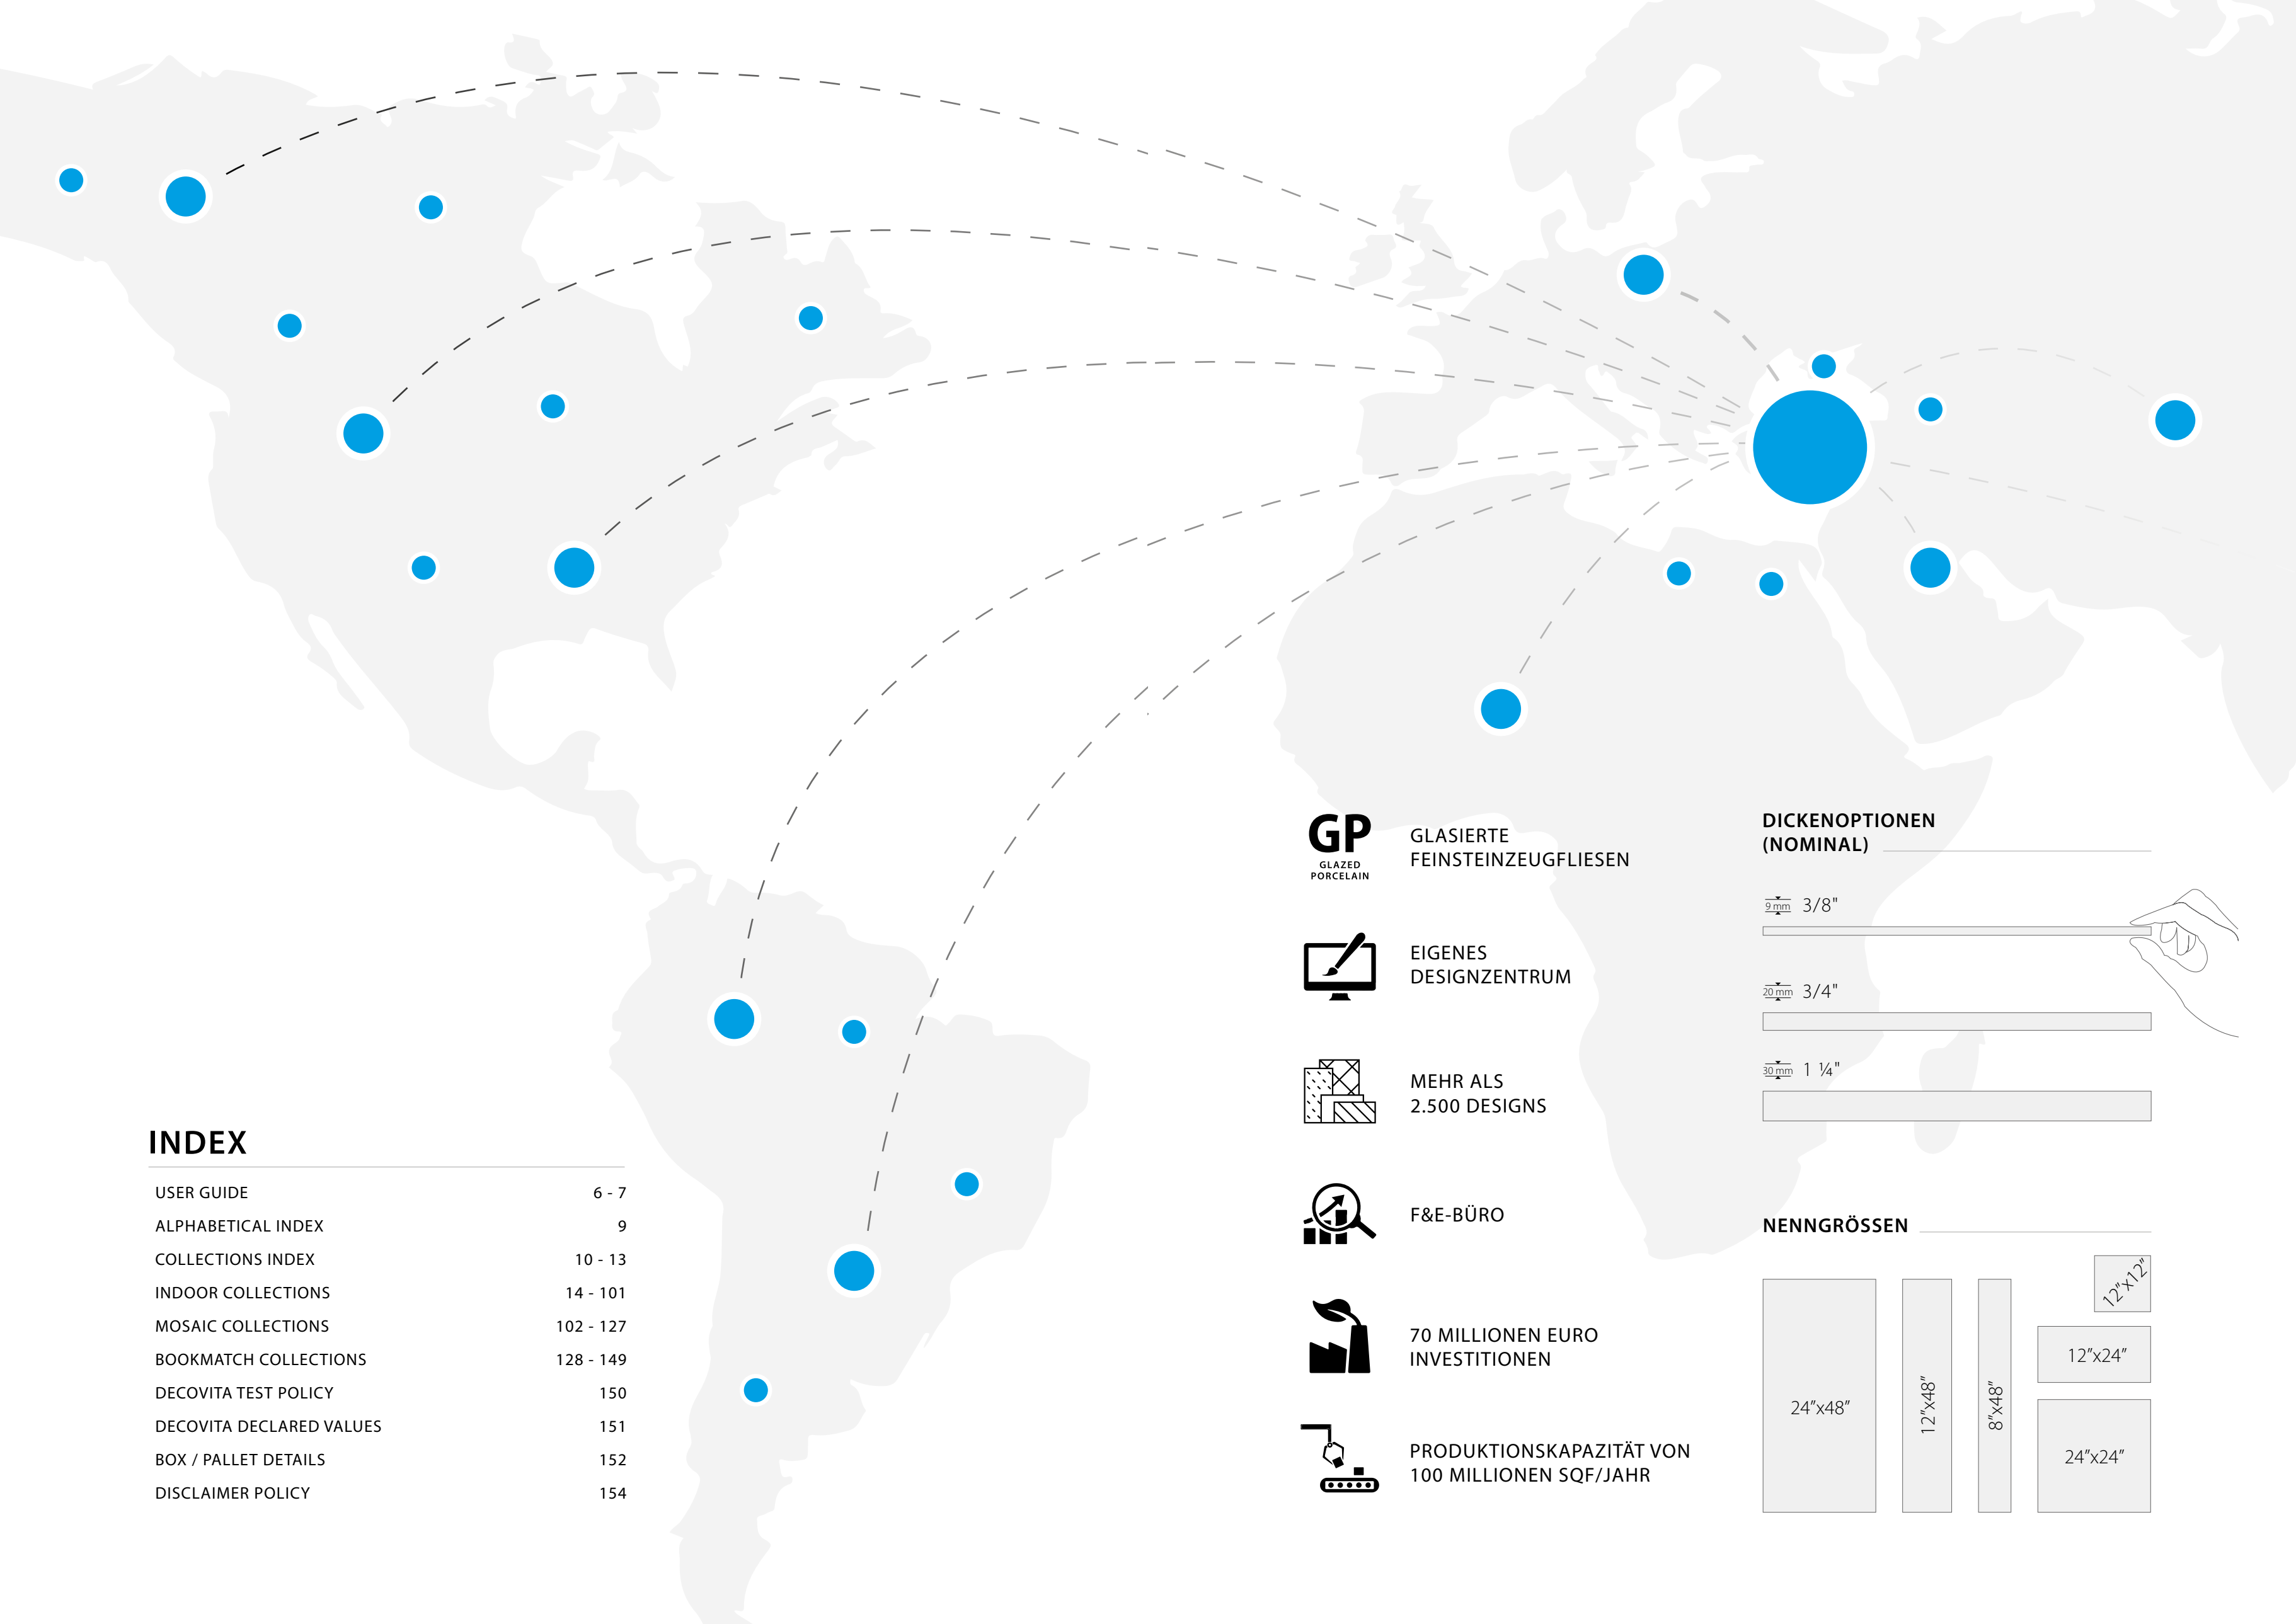 INDEX
USER GUIDE 6 - 7
ALPHABETICAL INDEX 9
COLLECTIONS INDEX 10 - 13
INDOOR COLLECTIONS 14 - 101
MOSAIC COLLECTIONS 102 - 127
BOOKMATCH COLLECTIONS 128 - 149
DECOVITA TEST POLICY 150
DECOVITA DECLARED VALUES 151
BOX / PALLET DETAILS 152
DISCLAIMER POLICY 154
GP
GLAZED
PORCELAIN
GLASIERTE
FEINSTEINZEUGFLIESEN
EIGENES
DESIGNZENTRUM
MEHR ALS
2.500 DESIGNS
F&E-BÜRO
70 MILLIONEN EURO
INVESTITIONEN
PRODUKTIONSKAPAZITÄT VON
100 MILLIONEN SQF/JAHR
DICKENOPTIONEN
(NOMINAL)
9 mm 3/8"
20 mm 3/4"
30 mm 1 ¼"
NENNGRÖSSEN
24”x48”
12”x48”
8”x48”
12”x12”
12”x24”
24”x24”